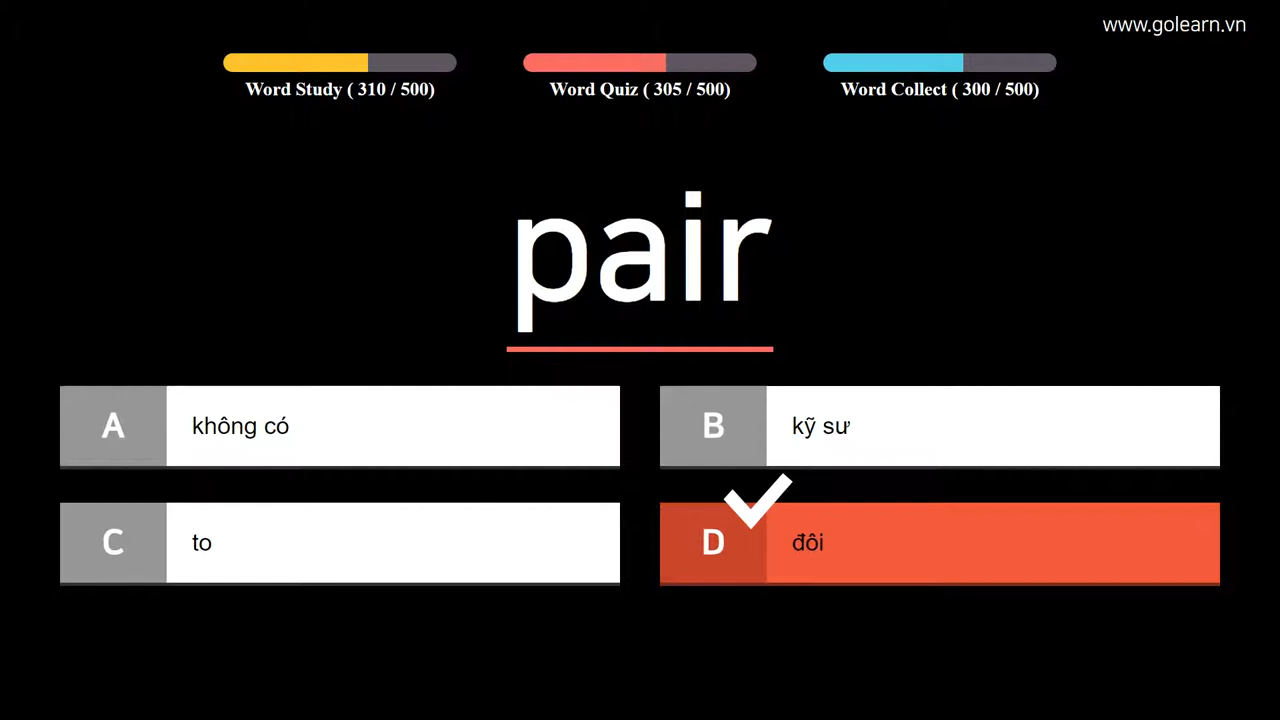 www.golearn.vn
Word Study ( 310 / 500)
Word Quiz ( 305 / 500)
Word Collect ( 300 / 500)
pair
A không có
B kỹ sư
C to
D đôi